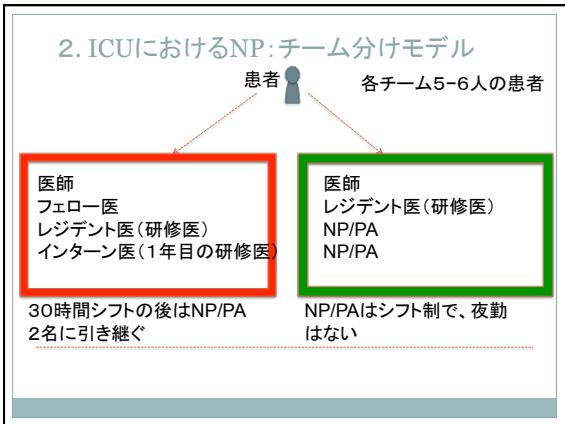 2. ICUにおけるNP:チーム分けモデル
患者
各チーム5-6人の患者
医師
フェロー医
レジデント医(研修医)
インターン医(1年目の研修医)
30時間シフトの後はNP/PA
2名に引き継ぐ
医師
レジデント医(研修医)
NP/PA
NP/PA
NP/PAはシフト制で、夜勤
はない